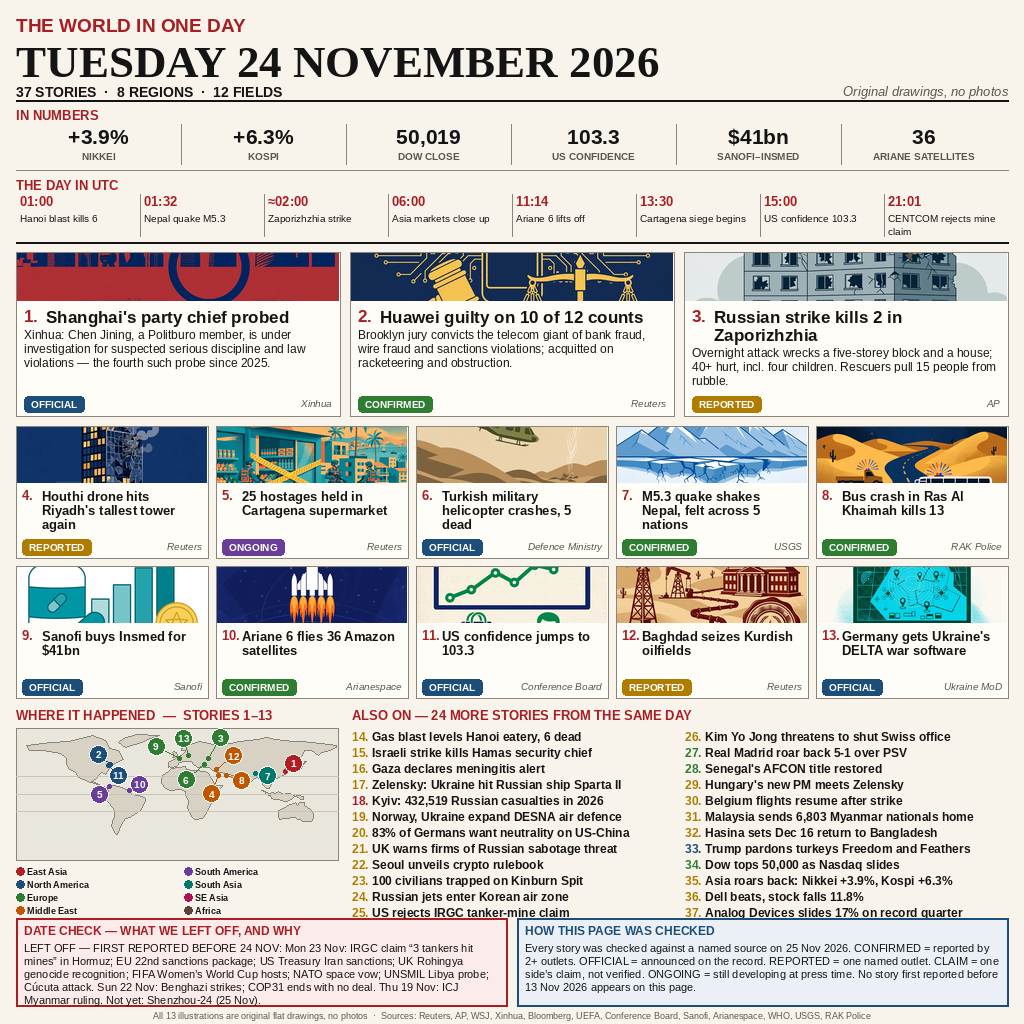 THE WORLD IN ONE DAY
TUESDAY 24 NOVEMBER 2026
37 STORIES · 8 REGIONS · 12 FIELDS
Original drawings, no photos
IN NUMBERS
+3.9%
NIKKEI
+6.3%
KOSPI
50,019
DOW CLOSE
103.3
US CONFIDENCE
$41bn
SANOFI–INSMED
36
ARIANE SATELLITES
THE DAY IN UTC
01:00
Hanoi blast kills 6
01:32
Nepal quake M5.3
≈02:00
Zaporizhzhia strike
06:00
Asia markets close up
11:14
Ariane 6 lifts off
13:30
Cartagena siege begins
15:00
US confidence 103.3
21:01
CENTCOM rejects mine
claim
1. Shanghai's party chief probed
Xinhua: Chen Jining, a Politburo member, is under
investigation for suspected serious discipline and law
violations — the fourth such probe since 2025.
OFFICIAL
Xinhua
2. Huawei guilty on 10 of 12 counts
Brooklyn jury convicts the telecom giant of bank fraud,
wire fraud and sanctions violations; acquitted on
racketeering and obstruction.
CONFIRMED
Reuters
3. Russian strike kills 2 in
Zaporizhzhia
Overnight attack wrecks a five-storey block and a house;
40+ hurt, incl. four children. Rescuers pull 15 people from
rubble.
REPORTED
AP
4. Houthi drone hits
Riyadh's tallest tower
again
REPORTED
Reuters
5. 25 hostages held in
Cartagena supermarket
ONGOING
Reuters
6. Turkish military
helicopter crashes, 5
dead
OFFICIAL
Defence Ministry
7. M5.3 quake shakes
Nepal, felt across 5
nations
CONFIRMED
USGS
8. Bus crash in Ras Al
Khaimah kills 13
CONFIRMED
RAK Police
9. Sanofi buys Insmed for
$41bn
OFFICIAL
Sanofi
10. Ariane 6 flies 36 Amazon
satellites
CONFIRMED
Arianespace
11. US confidence jumps to
103.3
OFFICIAL
Conference Board
12. Baghdad seizes Kurdish
oilfields
REPORTED
Reuters
13. Germany gets Ukraine's
DELTA war software
OFFICIAL
Ukraine MoD
WHERE IT HAPPENED — STORIES 1–13
2
9
13
3
12
1
11
10
5
6
4
8
7
East Asia
North America
Europe
Middle East
South America
South Asia
SE Asia
Africa
ALSO ON — 24 MORE STORIES FROM THE SAME DAY
14. Gas blast levels Hanoi eatery, 6 dead
15. Israeli strike kills Hamas security chief
16. Gaza declares meningitis alert
17. Zelensky: Ukraine hit Russian ship Sparta II
18. Kyiv: 432,519 Russian casualties in 2026
19. Norway, Ukraine expand DESNA air defence
20. 83% of Germans want neutrality on US-China
21. UK warns firms of Russian sabotage threat
22. Seoul unveils crypto rulebook
23. 100 civilians trapped on Kinburn Spit
24. Russian jets enter Korean air zone
25. US rejects IRGC tanker-mine claim
26. Kim Yo Jong threatens to shut Swiss office
27. Real Madrid roar back 5-1 over PSV
28. Senegal's AFCON title restored
29. Hungary's new PM meets Zelensky
30. Belgium flights resume after strike
31. Malaysia sends 6,803 Myanmar nationals home
32. Hasina sets Dec 16 return to Bangladesh
33. Trump pardons turkeys Freedom and Feathers
34. Dow tops 50,000 as Nasdaq slides
35. Asia roars back: Nikkei +3.9%, Kospi +6.3%
36. Dell beats, stock falls 11.8%
37. Analog Devices slides 17% on record quarter
DATE CHECK — WHAT WE LEFT OFF, AND WHY
LEFT OFF — FIRST REPORTED BEFORE 24 NOV: Mon 23 Nov: IRGC claim “3 tankers hit
mines” in Hormuz; EU 22nd sanctions package; US Treasury Iran sanctions; UK Rohingya
genocide recognition; FIFA Women's World Cup hosts; NATO space vow; UNSMIL Libya probe;
Cúcuta attack. Sun 22 Nov: Benghazi strikes; COP31 ends with no deal. Thu 19 Nov: ICJ
Myanmar ruling. Not yet: Shenzhou-24 (25 Nov).
HOW THIS PAGE WAS CHECKED
Every story was checked against a named source on 25 Nov 2026. CONFIRMED = reported by
2+ outlets. OFFICIAL = announced on the record. REPORTED = one named outlet. CLAIM = one
side's claim, not verified. ONGOING = still developing at press time. No story first reported before
13 Nov 2026 appears on this page.
All 13 illustrations are original flat drawings, no photos · Sources: Reuters, AP, WSJ, Xinhua, Bloomberg, UEFA, Conference Board, Sanofi, Arianespace, WHO, USGS, RAK Police